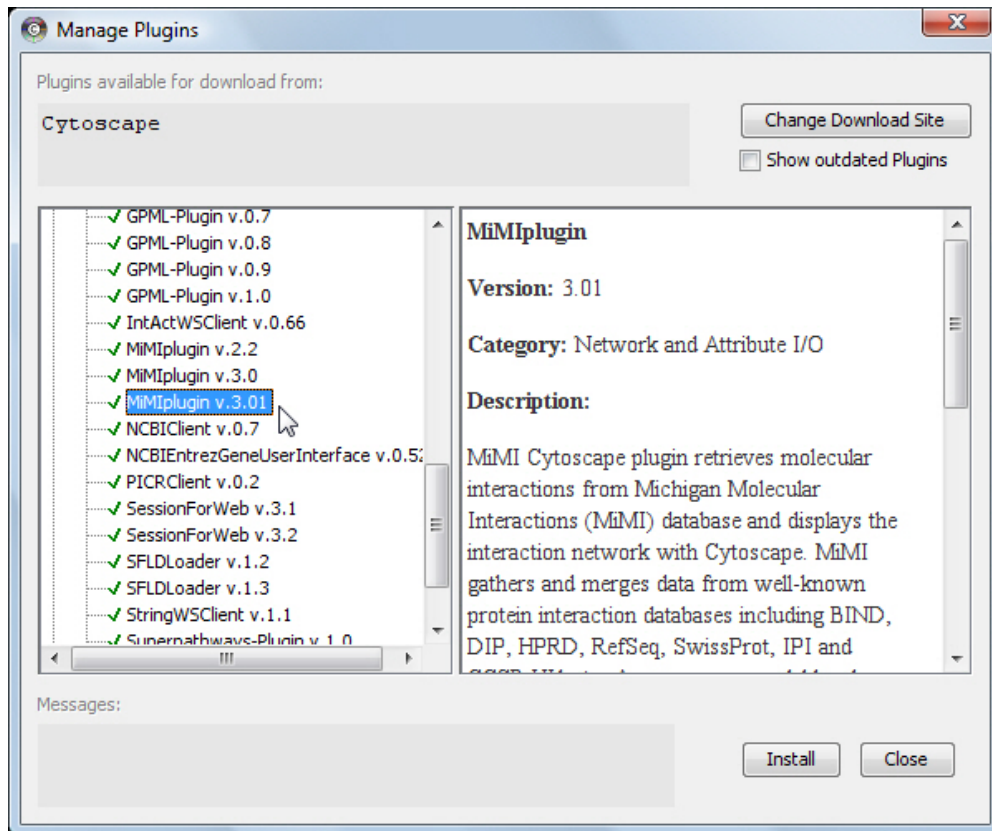 Manage Plugins
Plugins available for download from:
Cytoscape
Change Download Site
Show outdated Plugins
GPML-Plugin v.0.7
GPML-Plugin v.0.8
GPML-Plugin v.0.9
GPML-Plugin v.1.0
IntActWSClient v.0.66
MiMIplugin v.2.2
MiMIplugin v.3.0
MiMIplugin v.3.01
NCBIClient v.0.7
NCBIEntrezGeneUserInterface v.0.52
PICRClient v.0.2
SessionForWeb v.3.1
SessionForWeb v.3.2
SFLDLoader v.1.2
SFLDLoader v.1.3
StringWSClient v.1.1
Superpathways-Plugin v.1.0
MiMIplugin
Version: 3.01
Category: Network and Attribute I/O
Description:
MiMI Cytoscape plugin retrieves molecular
interactions from Michigan Molecular
Interactions (MiMI) database and displays the
interaction network with Cytoscape. MiMI
gathers and merges data from well-known
protein interaction databases including BIND,
DIP, HPRD, RefSeq, SwissProt, IPI and
Messages:
Install
Close